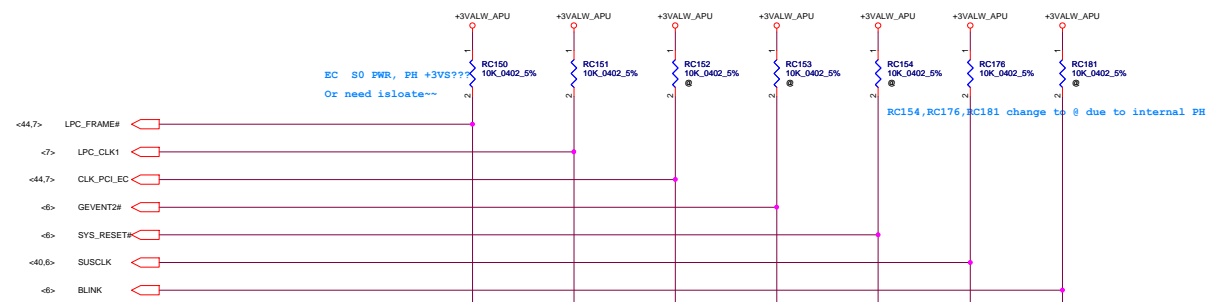 +3VALW_APU +3VALW_APU +3VALW_APU +3VALW_APU +3VALW_APU +3VALW_APU +3VALW_APU
1 1 1 1 1 1 1
RC150 RC151 RC152 RC153 RC154 RC176 RC181
10K_0402_5% 10K_0402_5% 10K_0402_5% 10K_0402_5% 10K_0402_5% 10K_0402_5% 10K_0402_5%
@ @ @ @
EC S0 PWR, PH +3VS???
Or need isloate~~
2 2 2 2 2 2 2
RC154,RC176,RC181 change to @ due to internal PH
<44,7> LPC_FRAME#
<7> LPC_CLK1
<44,7> CLK_PCI_EC
<6> GEVENT2#
<6> SYS_RESET#
<40,6> SUSCLK
<6> BLINK